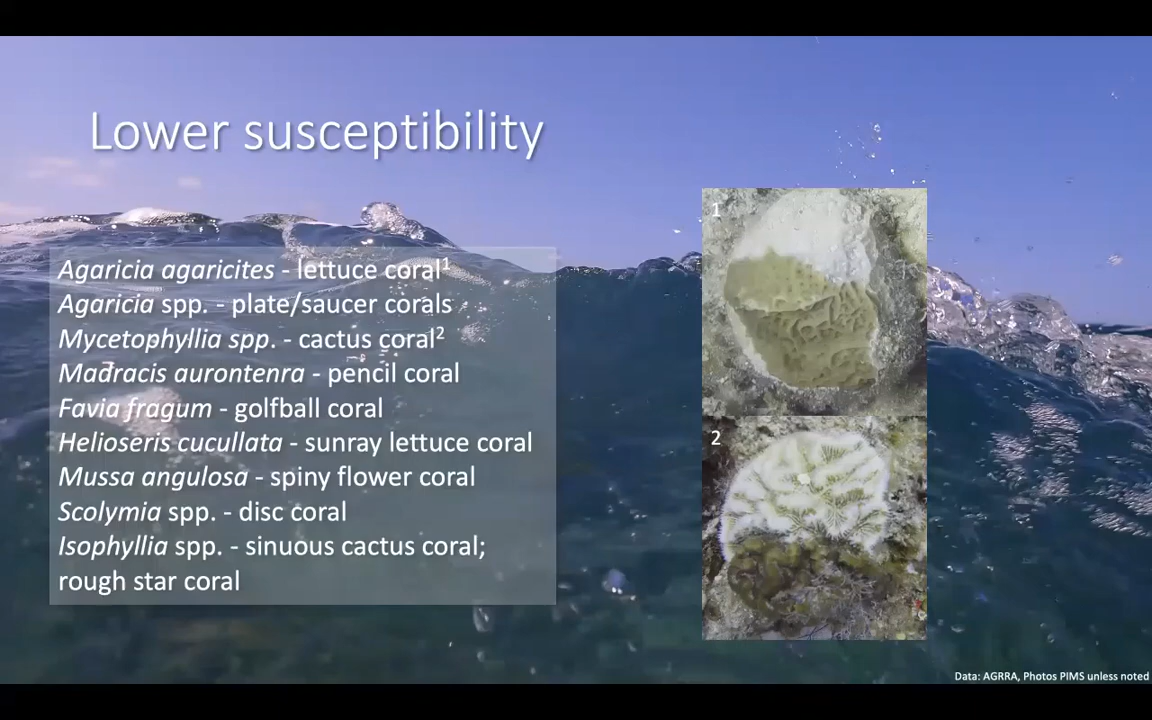 Lower susceptibility
Agaricia agaricites - lettuce coral¹
Agaricia spp. - plate/saucer corals
Mycetophyllia spp. - cactus coral²
Madracis aurontenra - pencil coral
Favia fragum - golfball coral
Helioseris cucullata - sunray lettuce coral
Mussa angulosa - spiny flower coral
Scolymia spp. - disc coral
Isophyllia spp. - sinuous cactus coral;
rough star coral
1
2
Data: AGRRA, Photos PIMS unless noted